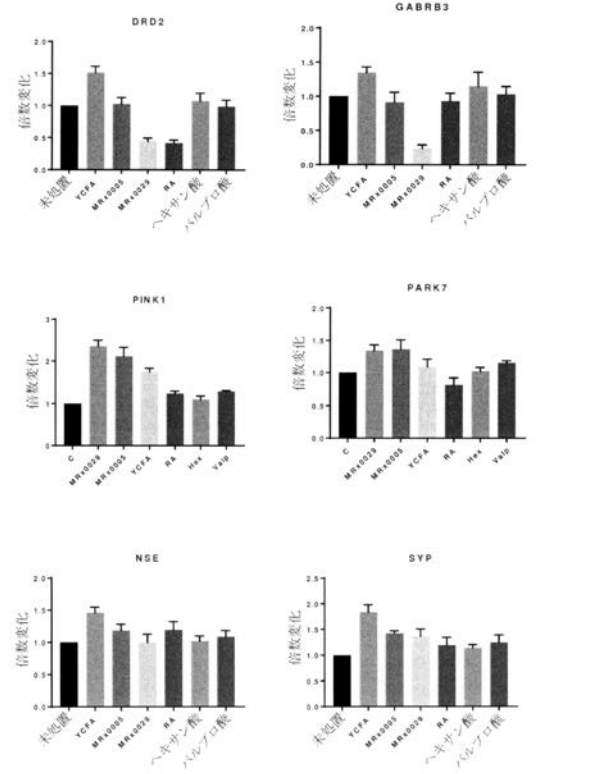 DRD2
倍数変化
2.0
1.5
1.0
0.5
0.0
未処置
YCFA
MRx0005
MRx0029
RA
ヘキサン酸
バルプロ酸
GABRB3
倍数変化
2.0
1.5
1.0
0.5
0.0
未処置
YCFA
MRx0005
MRx0029
RA
ヘキサン酸
バルプロ酸
PINK1
倍数変化
3
2
1
0
C
MRx0029
MRx0005
YCFA
RA
Hex
Valp
PARK7
倍数変化
2.0
1.5
1.0
0.5
0.0
C
MRx0029
MRx0005
YCFA
RA
Hex
Valp
NSE
倍数変化
2.0
1.5
1.0
0.5
0.0
未処置
YCFA
MRx0005
MRx0029
RA
ヘキサン酸
バルプロ酸
SYP
倍数変化
2.5
2.0
1.5
1.0
0.5
0.0
未処置
YCFA
MRx0005
MRx0029
RA
ヘキサン酸
バルプロ酸